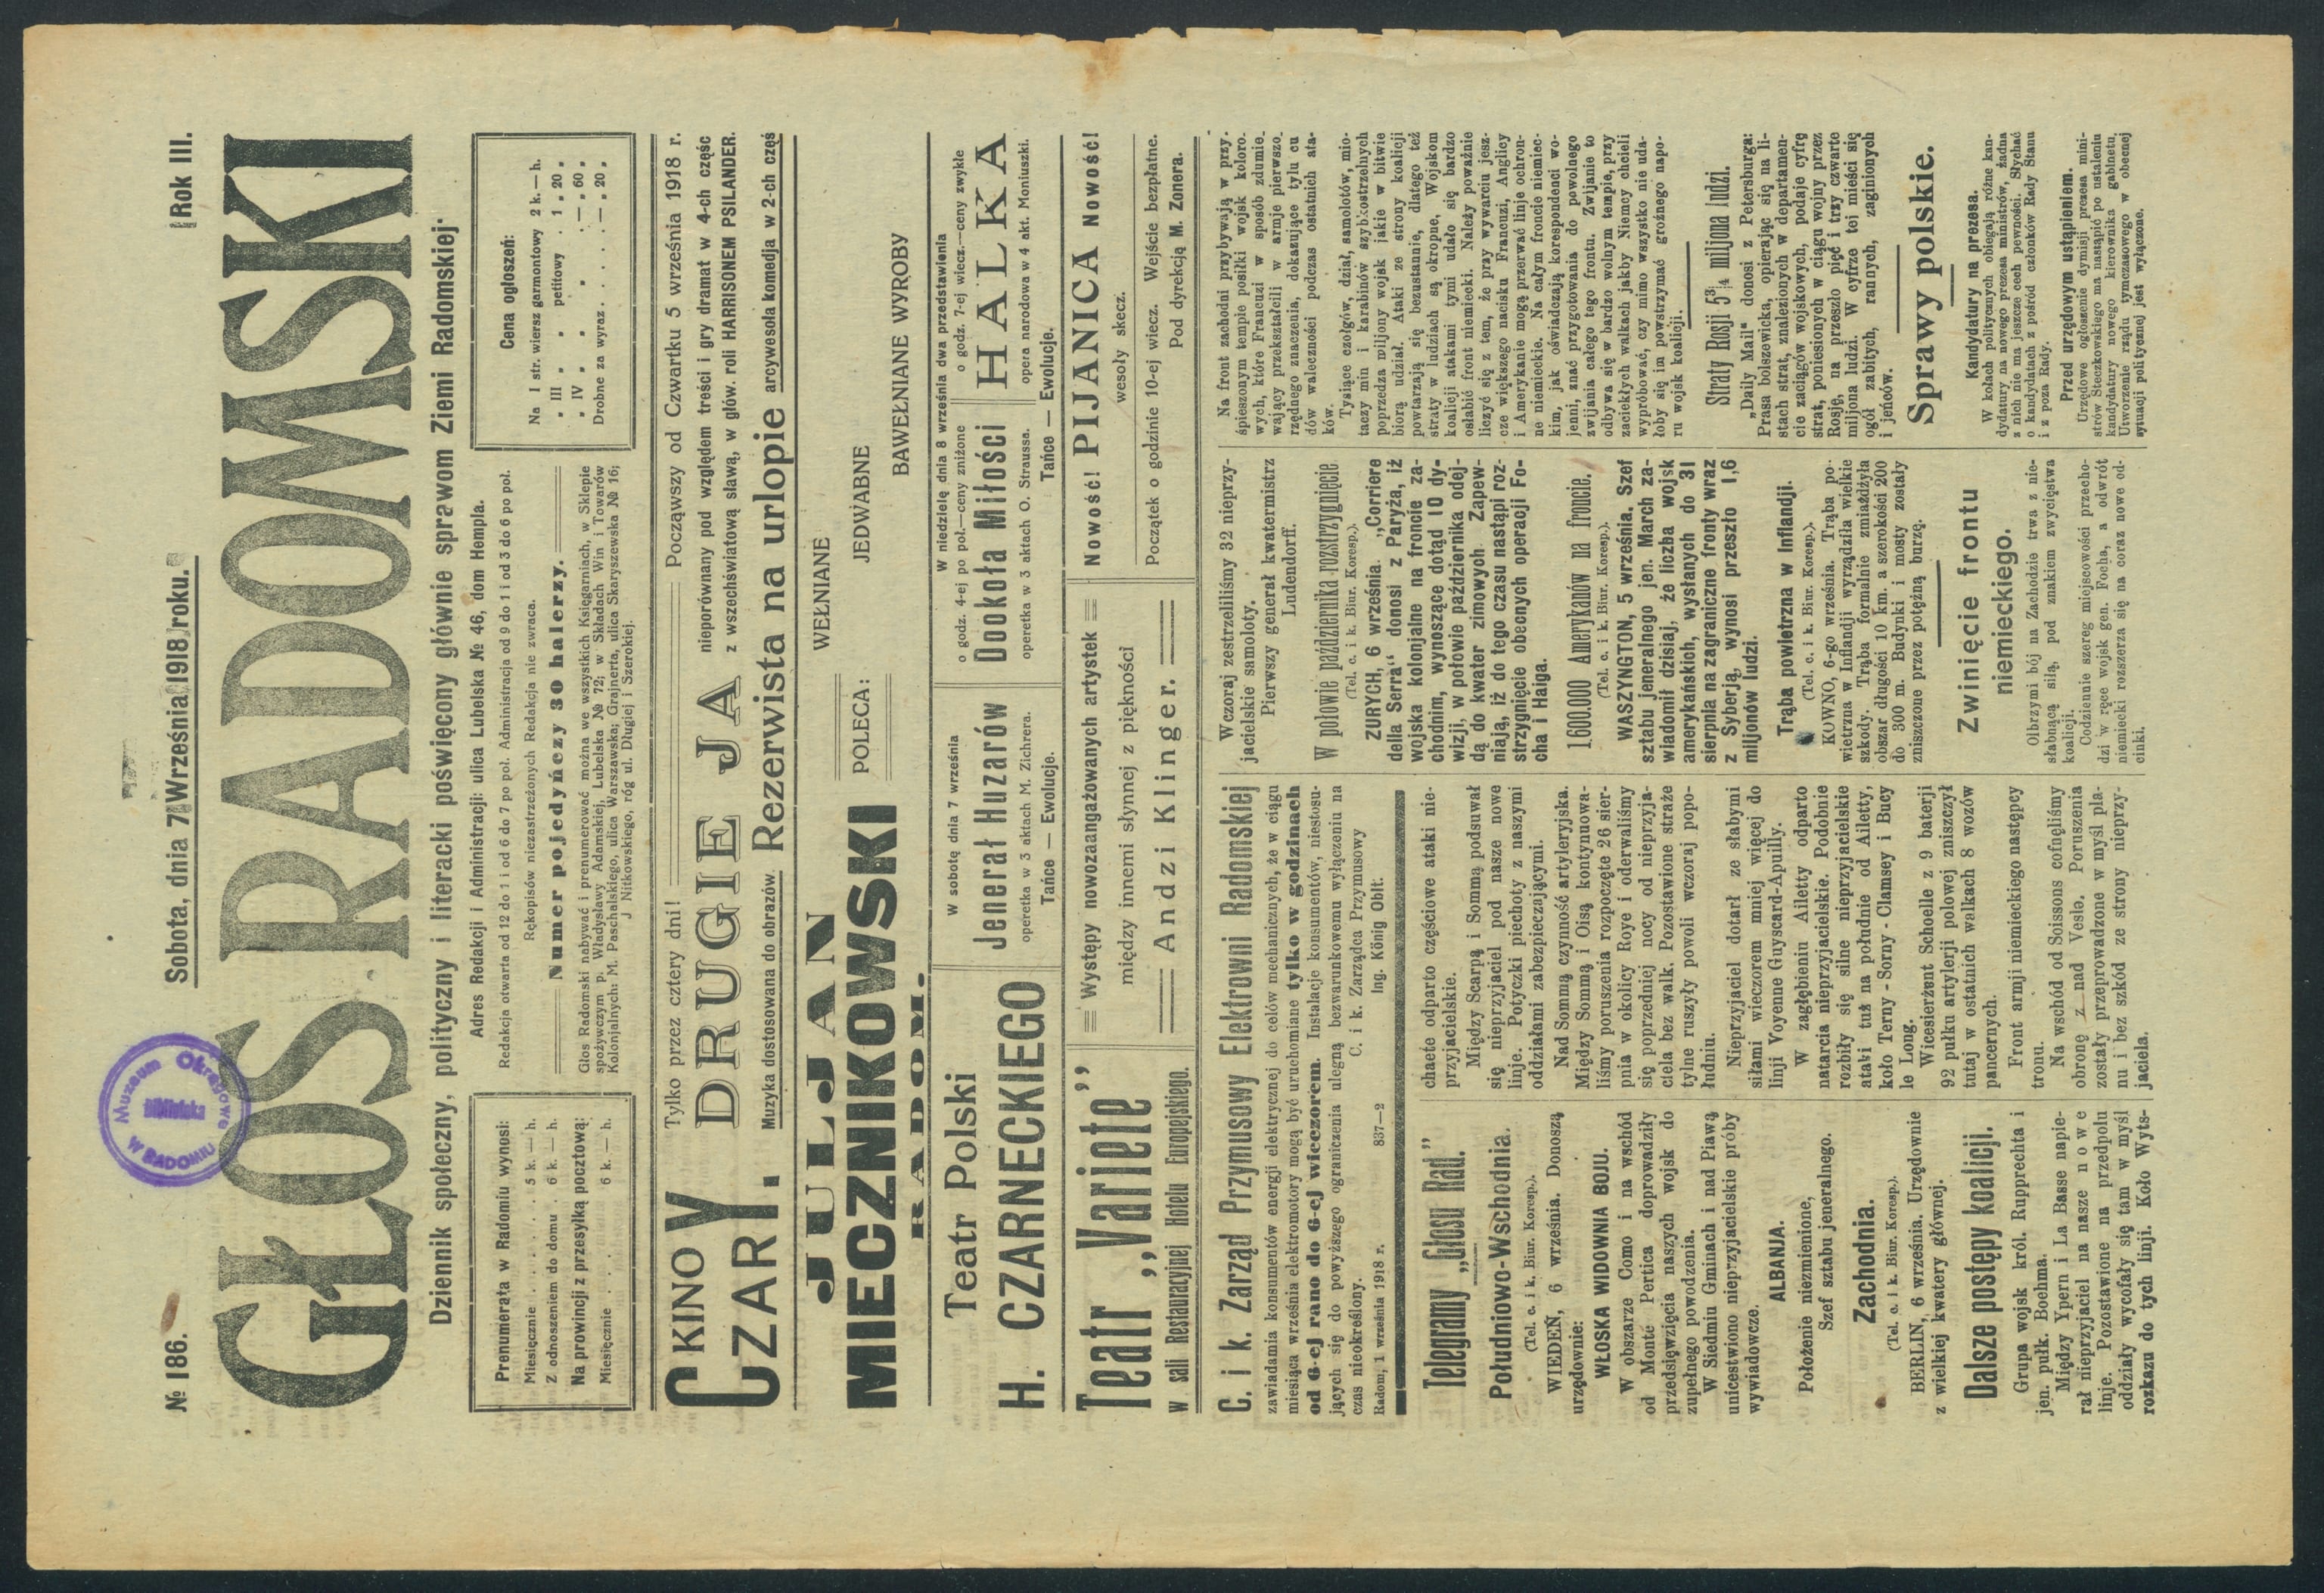 № 186.
Sobota, dnia 7 Września 1918 roku.
Rok III.
Muzeum Okręgowe
Biblioteka
W RADOMIU
GŁOS RADOMSKI
Dziennik społeczny, polityczny i literacki poświęcony głównie sprawom Ziemi Radomskiej.
Prenumerata w Radomiu wynosi:
Miesięcznie . . . . . . . 5 k. — h.
Z odnoszeniem do domu . 6 k. — h.
Na prowincji z przesyłką pocztową:
Miesięcznie . . . . 6 k. — h.
Adres Redakcji i Administracji: ulica Lubelska № 46, dom Hempla.
Redakcja otwarta od 12 do 1 i od 6 do 7 po poł. Administracja od 9 do 1 i od 3 do 6 po poł.
Rękopisów niezastrzeżonych Redakcja nie zwraca.
Numer pojedyńczy 30 halerzy.
Głos Radomski nabywać i prenumerować można we wszystkich Księgarniach, w Sklepie
spożywczym p. Władysławy Adamskiej, Lubelska № 72; w Składach Win i Towarów
Kolonjalnych: M. Paschalskiego, ulica Warszawska; Grajnerta, ulica Skaryszewska № 16;
J Nitkowskiego, róg ul. Długiej i Szerokiej.
Cena ogłoszeń:
Na I str. wiersz garmontowy 2 k. — h.
„ III „ „ petitowy . 1 „ 20 „
„ IV „ „ „ . — „ 60 „
Drobne za wyraz . . . . . — „ 20 „
KINO
CZARY.
Tylko przez cztery dni!
Począwszy od Czwartku 5 września 1918 r.
DRUGIE JA
nieporównany pod względem treści i gry dramat w 4-ch częśc
z wszechświatową sławą, w głów. roli HARRISONEM PSILANDER.
Muzyka dostosowana do obrazów.
Rezerwista na urlopie arcywesoła komedja w 2-ch częś
JULJAN
MIECZNIKOWSKI
RADOM.
POLECA:
WEŁNIANE
JEDWABNE
BAWEŁNIANE WYROBY
Teatr Polski
H. CZARNECKIEGO
W sobotę dnia 7 września
Jenerał Huzarów
operetka w 3 aktach M. Zichrera.
Tańce — Ewolucje.
W niedzielę dnia 8 września dwa przedstawienia
o godz. 4-ej po poł.—ceny zniżone
Dookoła Miłości
operetka w 3 aktach O. Straussa.
o godz. 7-ej wiecz.—ceny zwykłe
HALKA
opera narodowa w 4 akt. Moniuszki.
Tańce — Ewolucje.
Teatr „Variete”
W sali Restauracyjnej Hotelu Europejskiego.
Występy nowozaangażowanych artystek
między innemi słynnej z piękności
Andzi Klinger.
Nowość! PIJANICA Nowość!
wesoły skecz.
Początek o godzinie 10-ej wiecz. Wejście bezpłatne.
Pod dyrekcją M. Zonera.
C. i k. Zarząd Przymusowy Elektrowni Radomskiej
zawiadamia konsumentów energji elektrycznej do celów mechanicznych, że w ciągu
miesiąca września elektromotory mogą być uruchomiane tylko w godzinach
od 6-ej rano do 6-ej wieczorem. Instalacje konsumentów, niestosu-
jących się do powyższego ograniczenia ulegną bezwarunkowemu wyłączeniu na
czas nieokreślony.
C. i k. Zarządca Przymusowy
Radom, 1 września 1918 r.
837—2
Ing. König Oblt.
Telegramy „Głosu Rad.”
Południowo-Wschodnia.
(Tel. c. i k. Biur. Koresp.).
WIEDEŃ, 6 września. Donoszą
urzędownie:
WŁOSKA WIDOWNIA BOJU.
W obszarze Como i na wschód
od Monte Pertica doprowadziły
przedsięwzięcia naszych wojsk do
zupełnego powodzenia.
W Siedmiu Gminach i nad Piawą
unicestwiono nieprzyjacielskie próby
wywiadowcze.
ALBANJA.
Położenie niezmienione,
Szef sztabu jeneralnego.
Zachodnia.
(Tel. c. i k. Biur. Koresp.).
BERLIN, 6 września. Urzędownie
z wielkiej kwatery głównej.
Dalsze postępy koalicji.
Grupa wojsk król. Rupprechta i
jen. pułk. Boehma.
Między Ypern i La Basse napie-
rał nieprzyjaciel na nasze nowe
linje. Pozostawione na przedpolu
oddziały wycofały się tam w myśl
rozkazu do tych linji. Koło Wyts-
chaete odparto częściowe ataki nie-
przyjacielskie.
Między Scarpą i Sommą podsuwał
się nieprzyjaciel pod nasze nowe
linje. Potyczki piechoty z naszymi
oddziałami zabezpieczającymi.
Nad Sommą czynność artyleryjska.
Między Sommą i Oisą kontynuowa-
liśmy poruszenia rozpoczęte 26 sier-
pnia w okolicy Roye i oderwaliśmy
się poprzedniej nocy od nieprzyja-
ciela bez walk. Pozostawione straże
tylne ruszyły powoli wczoraj popo-
łudniu.
Nieprzyjaciel dotarł ze słabymi
siłami wieczorem mniej więcej do
linji Voyenne Guyscard-Apuilly.
W zagłębieniu Ailetty odparto
natarcia nieprzyjacielskie. Podobnie
rozbiły się silne nieprzyjacielskie
ataki tuż na południe od Ailetty,
koło Terny - Sorny - Clamsey i Bucy
le Long.
Wicesierżent Schoelle z 9 baterji
92 pułku artylerji polowej zniszczył
tutaj w ostatnich walkach 8 wozów
pancernych.
Front armji niemieckiego następcy
tronu.
Na wschód od Soissons cofnęliśmy
obronę z nad Vesle. Poruszenia
zostały przeprowadzone w myśl pla-
nu i bez szkód ze strony nieprzy-
jaciela.
Wczoraj zestrzeliliśmy 32 nieprzy-
jacielskie samoloty.
Pierwszy generał kwatermistrz
Ludendorff.
W połowie października rozstrzygnięcie
(Tel. c. i k. Biur. Koresp.).
ZURYCH, 6 września. „Corriere
della Serra“ donosi z Paryża, iż
wojska kolonjalne na froncie za-
chodnim, wynoszące dotąd 10 dy-
wizji, w połowie października odej-
dą do kwater zimowych. Zapew-
niają, iż do tego czasu nastąpi roz-
strzygnięcie obecnych operacji Fo-
cha i Haiga.
1.600.000 Amerykanów na froncie,
(Tel. c. i k. Biur. Koresp.).
WASZYNGTON, 5 września. Szef
sztabu jeneralnego jen. March za-
wiadomił dzisiaj, że liczba wojsk
amerykańskich, wysłanych do 31
sierpnia na zagraniczne fronty wraz
z Syberją, wynosi przeszło 1,6
miljonów ludzi.
Trąba powietrzna w Inflandji.
(Tel. c. i k. Biur. Koresp.).
KOWNO, 6-go września. Trąba po-
wietrzna w Inflandji wyrządziła wielkie
szkody. Trąba formalnie zmiażdżyła
obszar długości 10 km. a szerokości 200
do 300 m. Budynki i mosty zostały
zniszczone przez potężną burzę.
Zwinięcie frontu
niemieckiego.
Olbrzymi bój na Zachodzie trwa z nie-
słabnącą siłą, pod znakiem zwycięstwa
koalicji.
Codziennie szereg miejscowości przecho-
dzi w ręce wojsk gen. Focha, a odwrót
niemiecki rozszerza się na coraz nowe od-
cinki.
Na front zachodni przybywają w przy-
śpieszonym tempie posiłki wojsk koloro-
wych, które Francuzi w sposób zdumie-
wający przekształcili w armje pierwszo-
rzędnego znaczenia, dokazujące tylu cu
dów waleczności podczas ostatnich ata-
ków.
Tysiące czołgów, dział, samolotów, mio-
taczy min i karabinów szybkostrzelnych
poprzedza miljony wojsk jakie w bitwie
biorą udział. Ataki ze strony koalicji
powtarzają się bezustannie, dlatego też
straty w ludziach są okropne, Wojskom
koalicji atakami tymi udało się bardzo
osłabić front niemiecki. Należy poważnie
liczyć się z tem, że przy wywarciu jesz-
cze większego nacisku Francuzi, Anglicy
i Amerykanie mogą przerwać linje ochron-
ne niemieckie. Na całym froncie niemiec-
kim, jak oświadczają korespondenci wo-
jenni, znać przygotowania do powolnego
zwijania całego tego frontu. Zwijanie to
odbywa się w bardzo wolnym tempie, przy
zaciekłych walkach jakby Niemcy chcieli
wypróbować, czy mimo wszystko nie uda-
łoby się im powstrzymać groźnego napo-
ru wojsk koalicji.
Straty Rosji 5¾ miljona ludzi.
„Daily Mail“ donosi z Petersburga:
Prasa bolszewicka, opierając się na li-
stach strat, znalezionych w departamen-
cie zaciągów wojskowych, podaje cyfrę
strat, poniesionych w ciągu wojny przez
Rosję, na przeszło pięć i trzy czwarte
miljona ludzi. W cyfrze tej mieści się
ogół zabitych, rannych, zaginionych
i jeńców.
Sprawy polskie.
Kandydatury na prezesa.
W kołach politycznych obiegają różne kan-
dydatury na nowego prezesa ministrów, żadna
z nich nie ma jeszcze cech pewności. Słychać
o kandydatach z pośród członków Rady Stanu
i z poza Rady.
Przed urzędowym ustąpieniem.
Urzędowe ogłoszenie dymisji prezesa mini-
strów Steczkowskiego ma nastąpić po ustaleniu
kandydatury nowego kierownika gabinetu.
Utworzenie rządu tymczasowego w obecnej
sytuacji politycznej jest wyłączone.